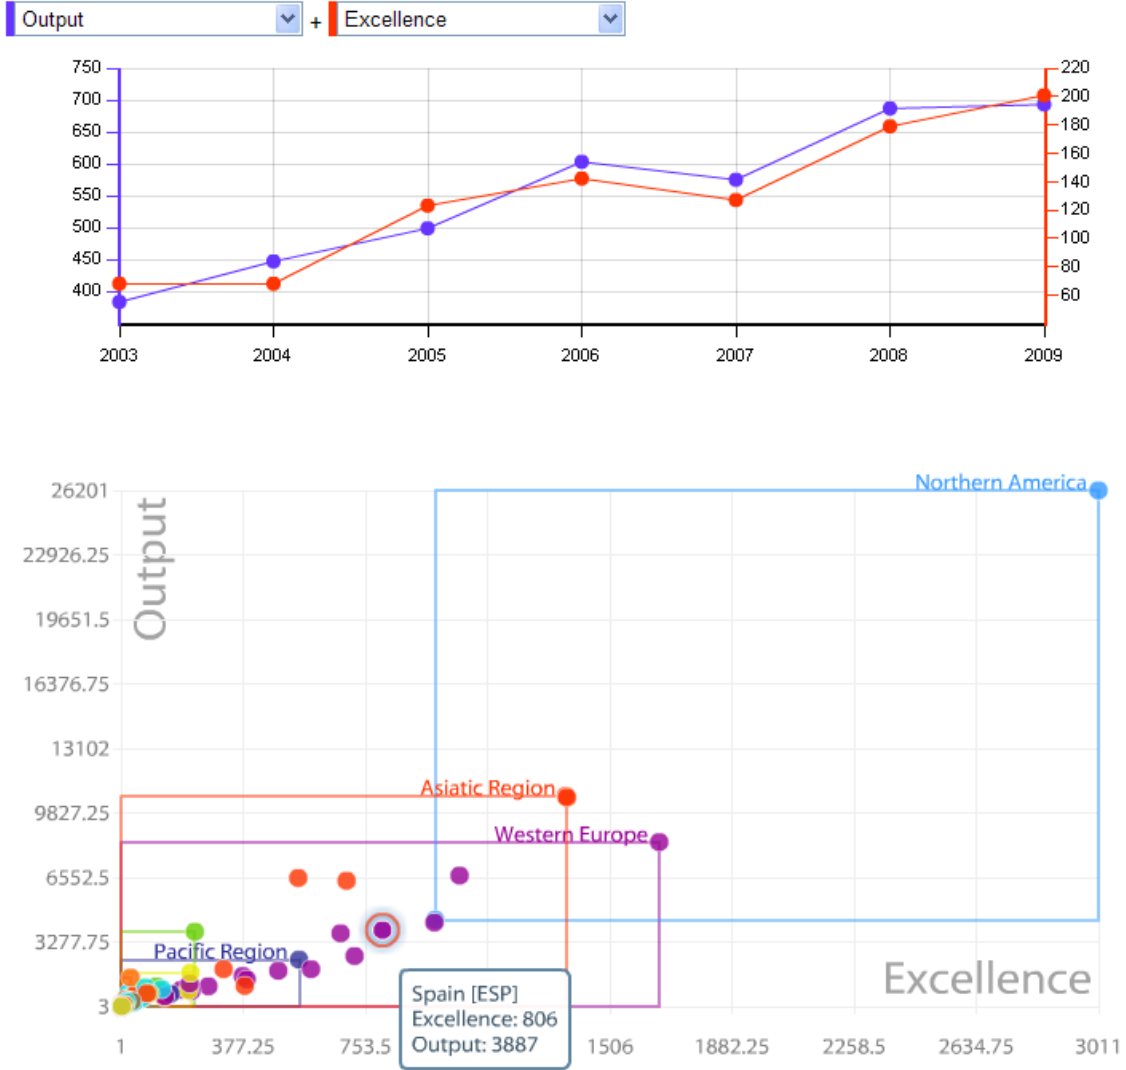 Output + Excellence
750 220
700 200
650 180
600 160
550 140
500 120
450 100
400 80
60
2003 2004 2005 2006 2007 2008 2009
Northern America
26201
Output
22926.25
19651.5
16376.75
13102
Asiatic Region
9827.25
Western Europe
6552.5
3277.75
Pacific Region
Excellence
3
Spain [ESP]
Excellence: 806
Output: 3887
1 377.25 753.5 1506 1882.25 2258.5 2634.75 3011